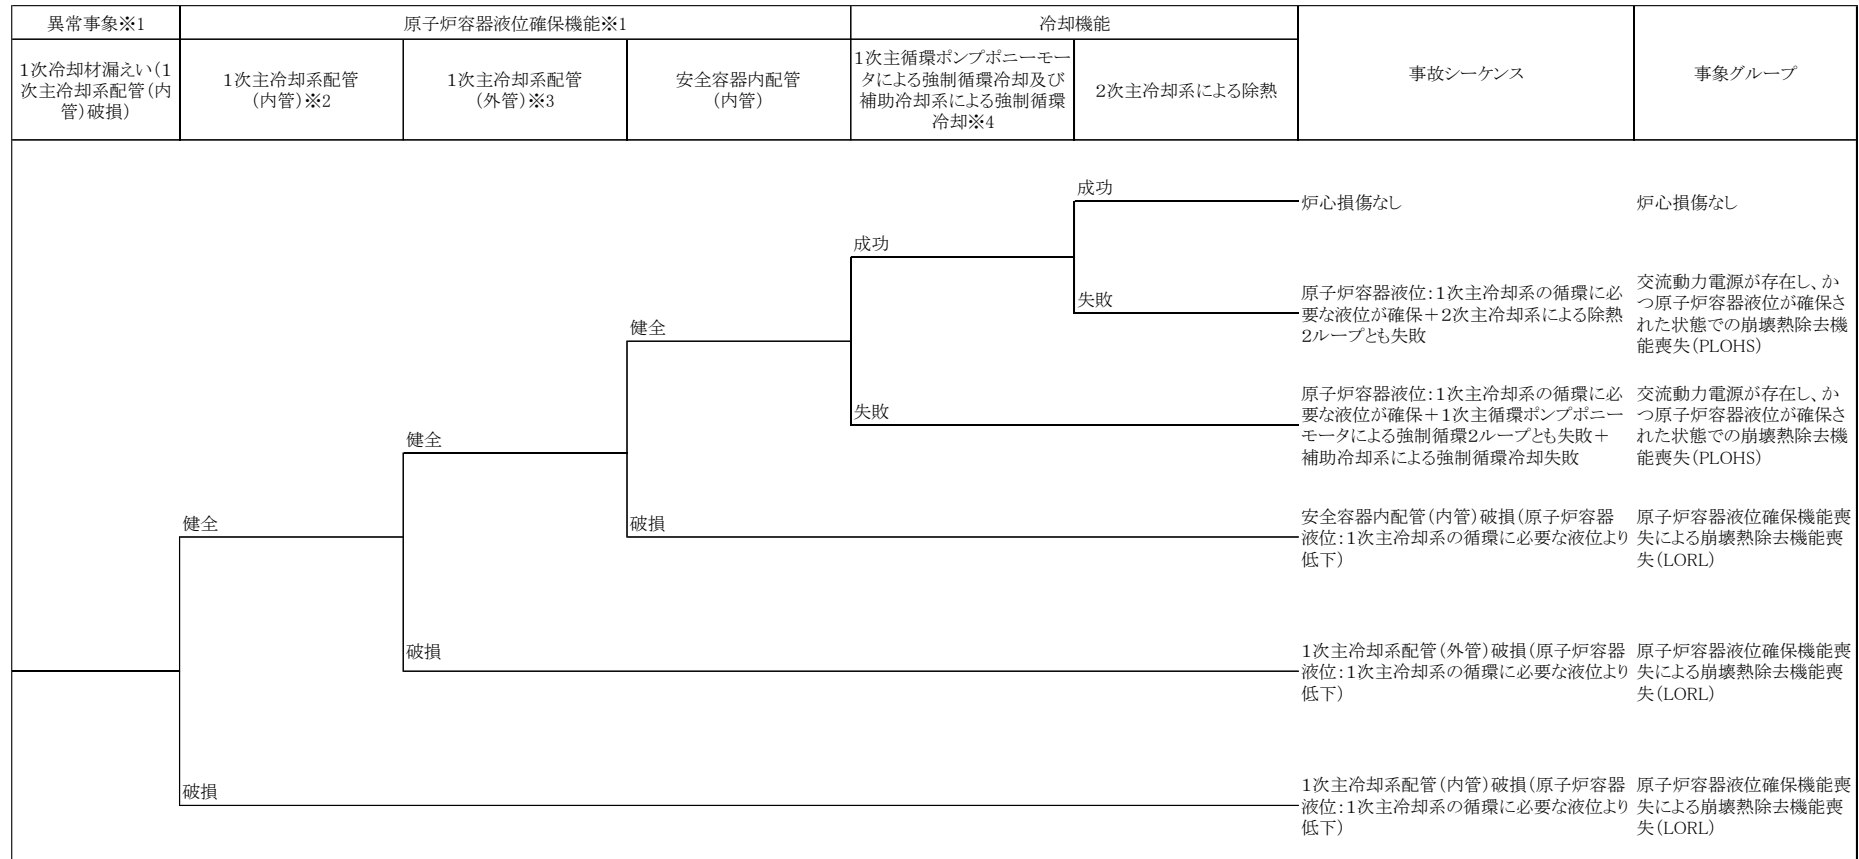 異常事象※1
原子炉容器液位確保機能※1
冷却機能
事故シーケンス
事象グループ
1次冷却材漏えい(1
次主冷却系配管(内
管)破損)
1次主冷却系配管
(内管)※2
1次主冷却系配管
(外管)※3
安全容器内配管
(内管)
1次主循環ポンプポニーモー
タによる強制循環冷却及び
補助冷却系による強制循環
冷却※4
2次主冷却系による除熱
成功
炉心損傷なし
炉心損傷なし
成功
失敗
原子炉容器液位:1次主冷却系の循環に必
要な液位が確保+2次主冷却系による除熱
2ループとも失敗
交流動力電源が存在し、か
つ原子炉容器液位が確保さ
れた状態での崩壊熱除去機
能喪失(PLOHS)
健全
失敗
原子炉容器液位:1次主冷却系の循環に必
要な液位が確保+1次主循環ポンプポニー
モータによる強制循環2ループとも失敗+
補助冷却系による強制循環冷却失敗
交流動力電源が存在し、か
つ原子炉容器液位が確保さ
れた状態での崩壊熱除去機
能喪失(PLOHS)
健全
健全
破損
安全容器内配管(内管)破損(原子炉容器
液位:1次主冷却系の循環に必要な液位より
低下)
原子炉容器液位確保機能喪
失による崩壊熱除去機能喪
失(LORL)
破損
1次主冷却系配管(外管)破損(原子炉容器
液位:1次主冷却系の循環に必要な液位より
低下)
原子炉容器液位確保機能喪
失による崩壊熱除去機能喪
失(LORL)
破損
1次主冷却系配管(内管)破損(原子炉容器
液位:1次主冷却系の循環に必要な液位より
低下)
原子炉容器液位確保機能喪
失による崩壊熱除去機能喪
失(LORL)